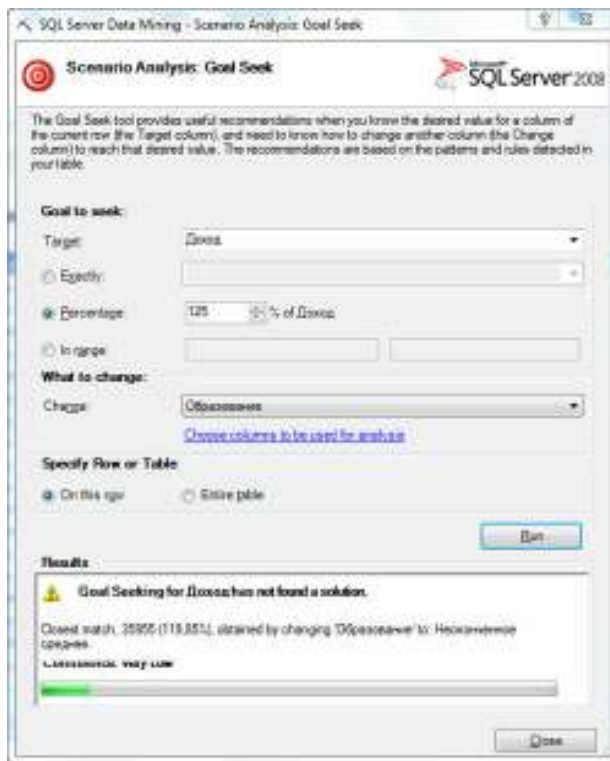 SQL Server Data Mining - Scenario Analysis: Goal Seek
Scenario Analysis: Goal Seek
Microsoft
SQL Server 2008
The Goal Seek tool provides useful recommendations when you know the desired value for a column of
the current row (the Target column), and need to know how to change another column (the Change
column) to reach that desired value. The recommendations are based on the patterns and rules detected in
your table.
Goal to seek:
Target: Доход
Exactly:
Percentage: 125 % of Доход
In range
What to change:
Change: Образование
Choose columns to be used for analysis
Specify Row or Table
On this row Entire table
Run
Results
Goal Seeking for Доход has not found a solution.
Closest match, 35955 (119,85%), obtained by changing 'Образование' to: Неоконченное
среднее
Confidence: Very low
Close